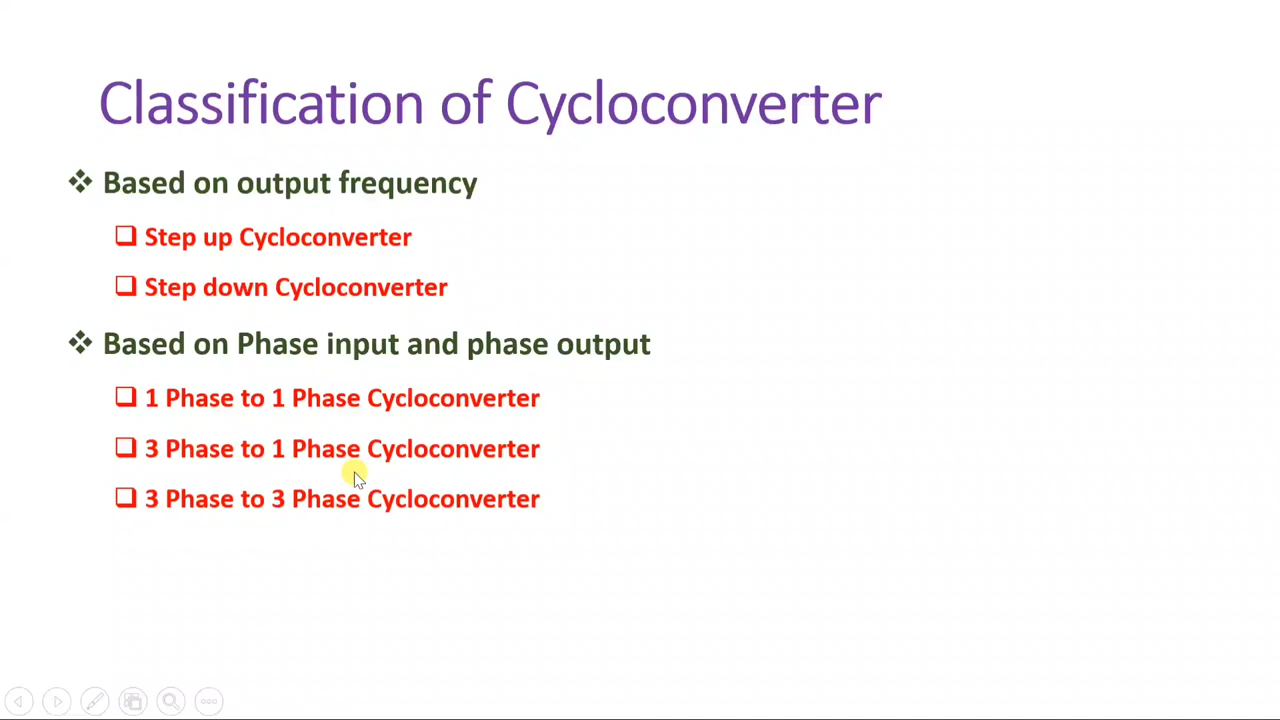 Classification of Cycloconverter
Based on output frequency
Step up Cycloconverter
Step down Cycloconverter
Based on Phase input and phase output
1 Phase to 1 Phase Cycloconverter
3 Phase to 1 Phase Cycloconverter
3 Phase to 3 Phase Cycloconverter